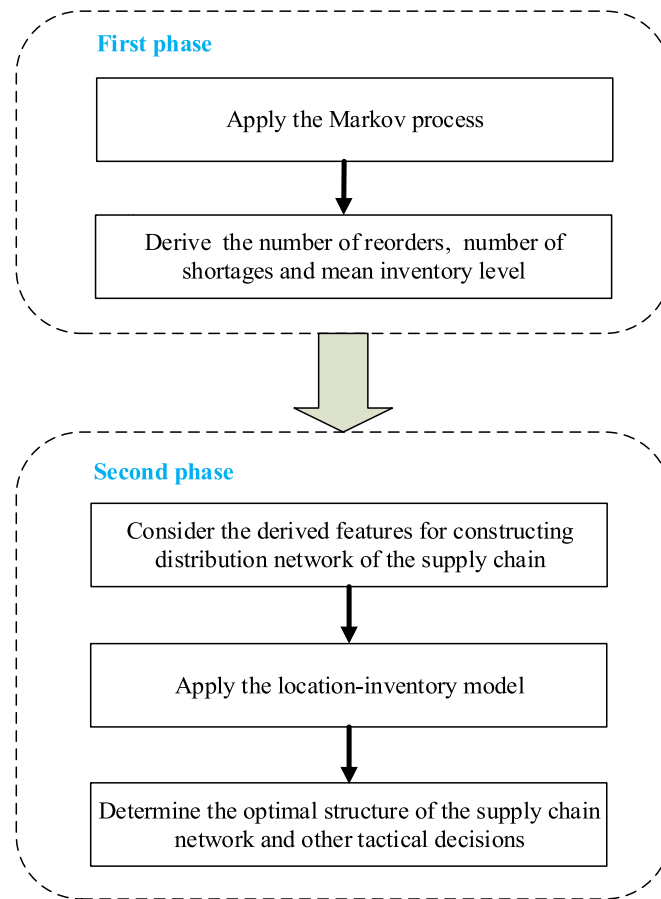 First phase
Apply the Markov process
Derive the number of reorders, number of
shortages and mean inventory level
Second phase
Consider the derived features for constructing
distribution network of the supply chain
Apply the location-inventory model
Determine the optimal structure of the supply chain
network and other tactical decisions